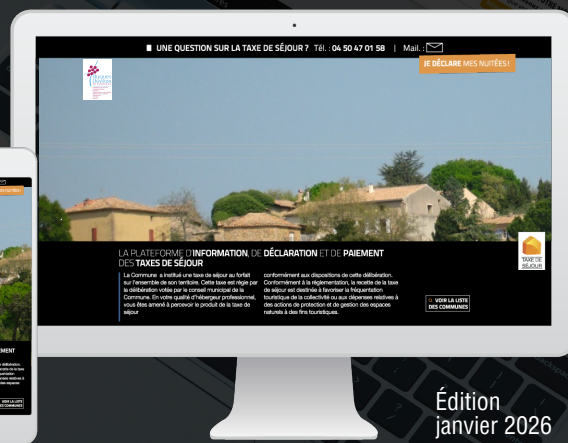 UNE QUESTION SUR LA TAXE DE SÉJOUR ? Tél. : 04 50 47 01 58 | Mail. :
JE DÉCLARE MES NUITÉES !
LA PLATEFORME D'INFORMATION, DE DÉCLARATION ET DE PAIEMENT
DES TAXES DE SÉJOUR
La Commune a institué une taxe de séjour au forfait
sur l'ensemble de son territoire. Cette taxe est régie par
la délibération votée par le conseil municipal de la
Commune. En votre qualité d'hébergeur professionnel,
vous êtes amené à percevoir le produit de la taxe de
séjour
conformément aux dispositions de cette délibération.
Conformément à la réglementation, la recette de la taxe
de séjour est destinée à favoriser la fréquentation
touristique de la collectivité ou aux dépenses relatives à
des actions de protection et de gestion des espaces
naturels à des fins touristiques.
TAXE DE
SÉJOUR
VOIR LA LISTE
DES COMMUNES
Édition
janvier 2026